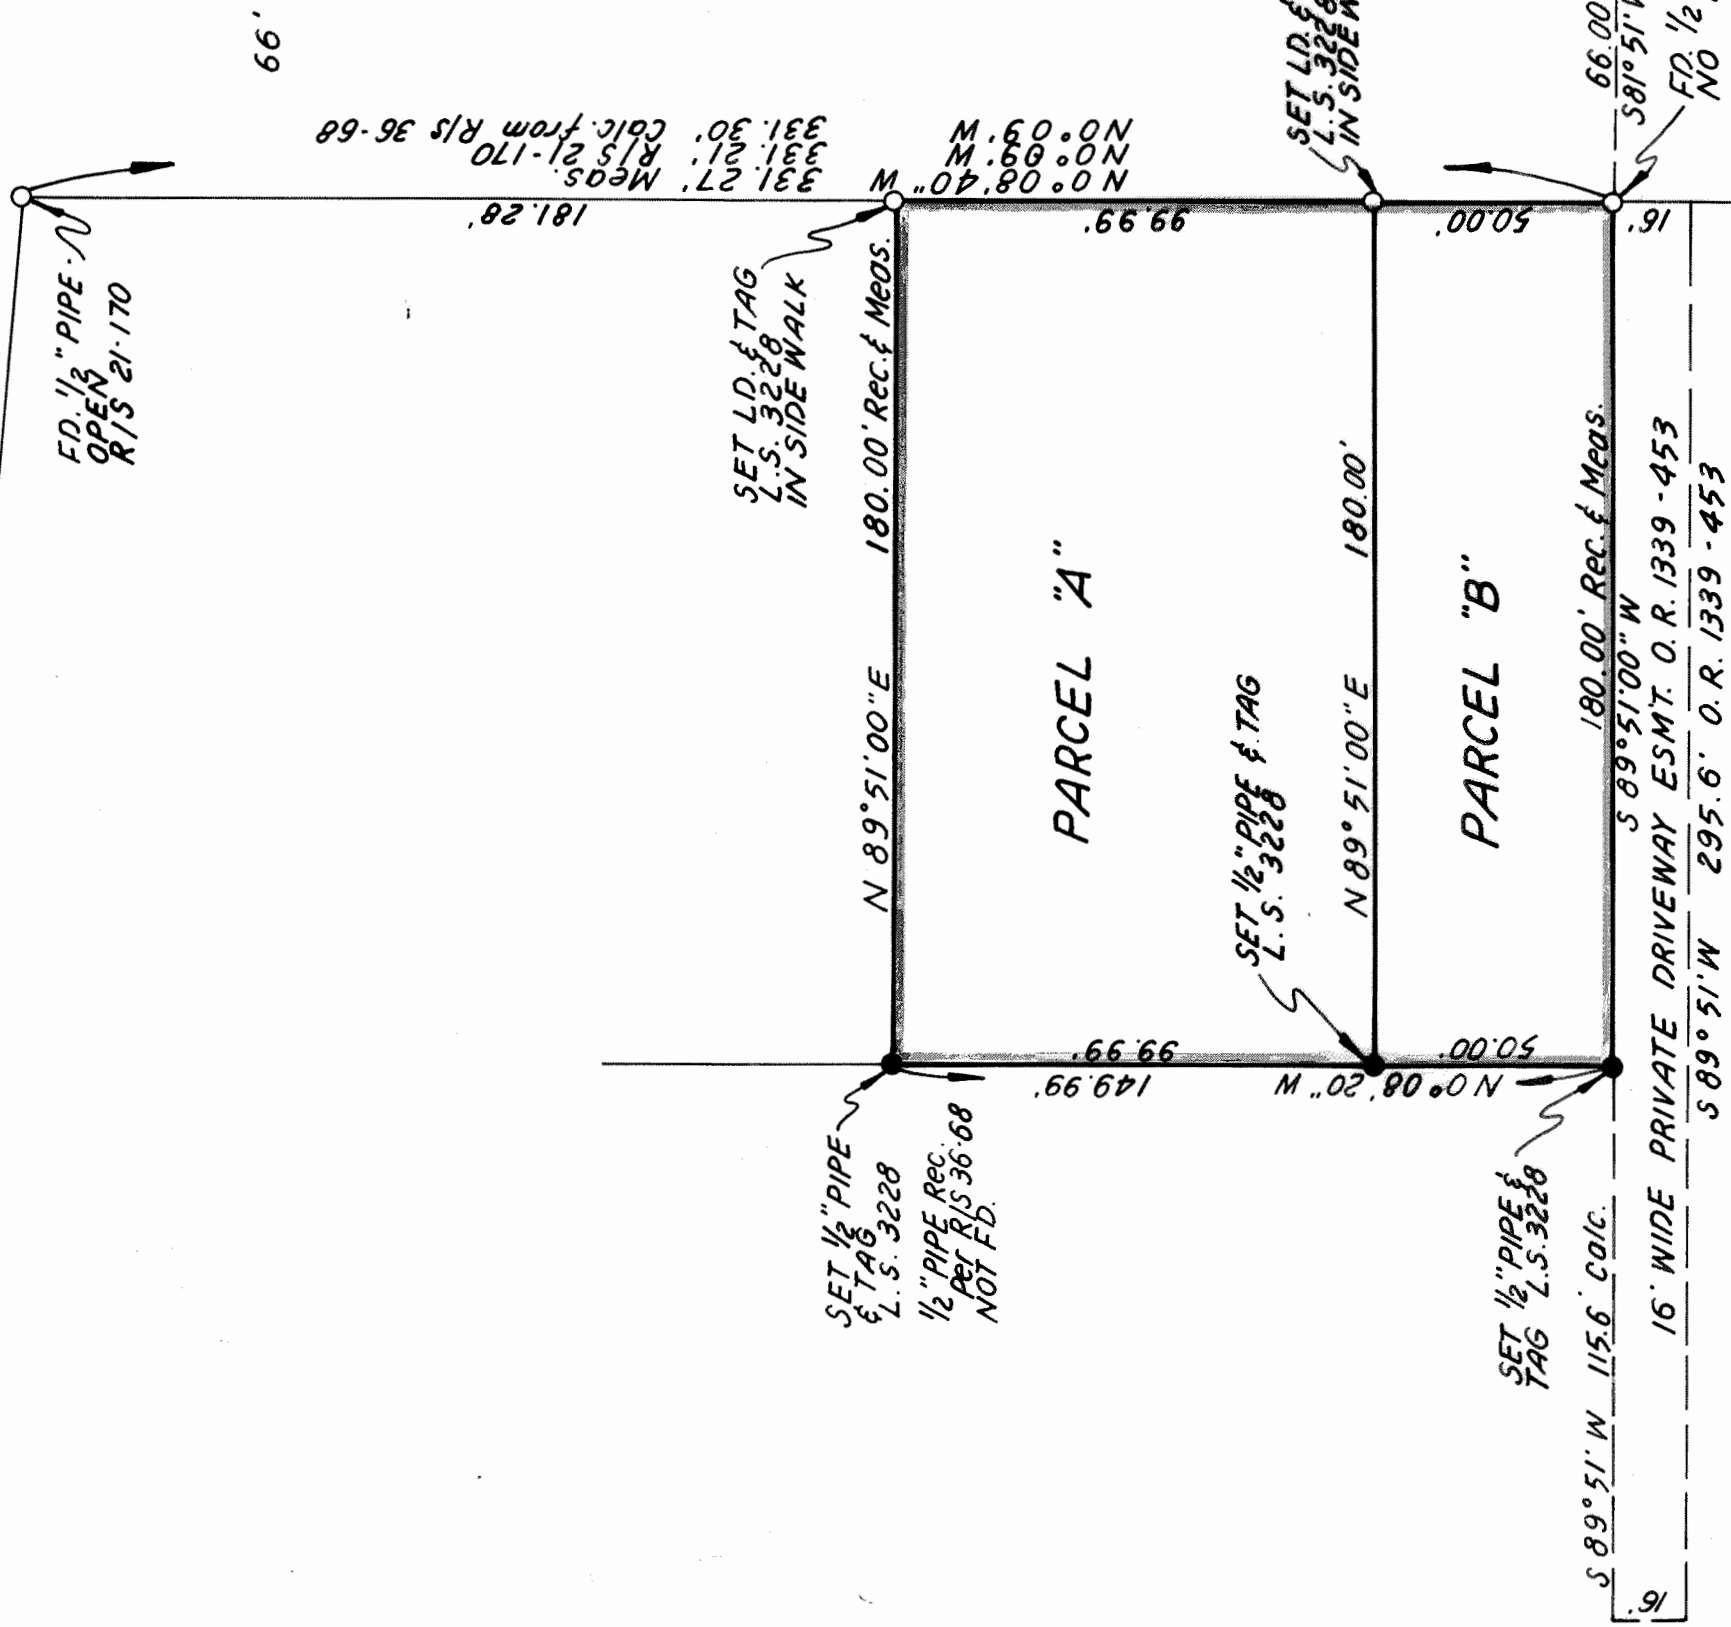 66'
FD. 1/2" PIPE
OPEN
R/S 21-170
331.27' Meas.
331.21' R/S 21-170
331.30' Calc. from R/S 36-68
181.28'
N 0° 08' 40" W
N 0° 09' W
N 0° 09' W
SET LD. & TAG
L.S. 3228
IN SIDE WALK
99.99'
50.00'
16'
SET LD. &
L.S. 3228
IN SIDEW
66.00
S81° 51' W
FD. 1/2
NO
N 89° 51' 00" E 180.00' Rec. & Meas.
PARCEL "A"
SET 1/2" PIPE & TAG
L.S. 3228
N 89° 51' 00" E 180.00'
PARCEL "B"
180.00' Rec. & Meas.
S 89° 51' 00" W
99.99'
50.00'
149.99'
N 0° 08' 20" W
SET 1/2" PIPE
& TAG
L.S. 3228
1/2" PIPE Rec.
Per R/S 36-68
NOT FD.
SET 1/2" PIPE &
TAG L.S. 3228
S 89° 51' W 115.6' Calc.
16' WIDE PRIVATE DRIVEWAY ESM'T. O.R. 1339-453
16'
S 89° 51' W 295.6' O.R. 1339-453